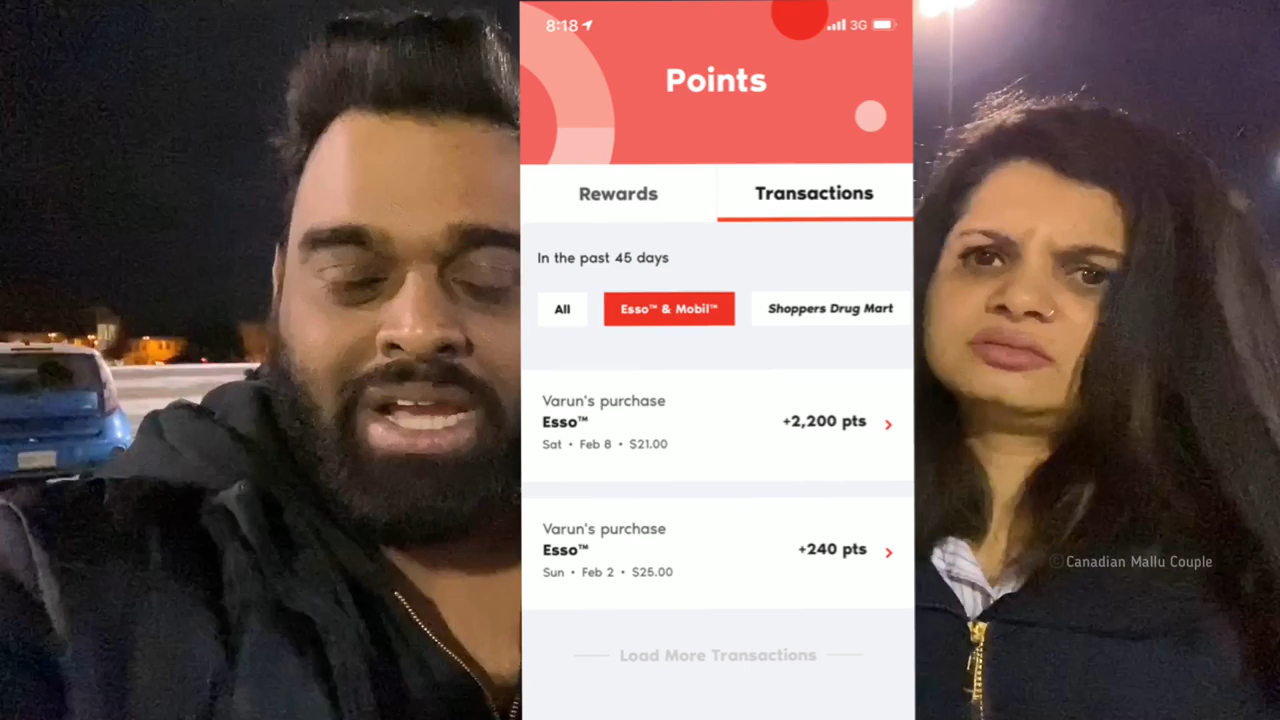 8:18
3G
Points
Rewards
Transactions
In the past 45 days
All
Esso™ & Mobil™
Shoppers Drug Mart
Varun's purchase
Esso™
+2,200 pts
Sat • Feb 8 • $21.00
Varun's purchase
Esso™
+240 pts
Sun • Feb 2 • $25.00
Load More Transactions
©Canadian Mallu Couple